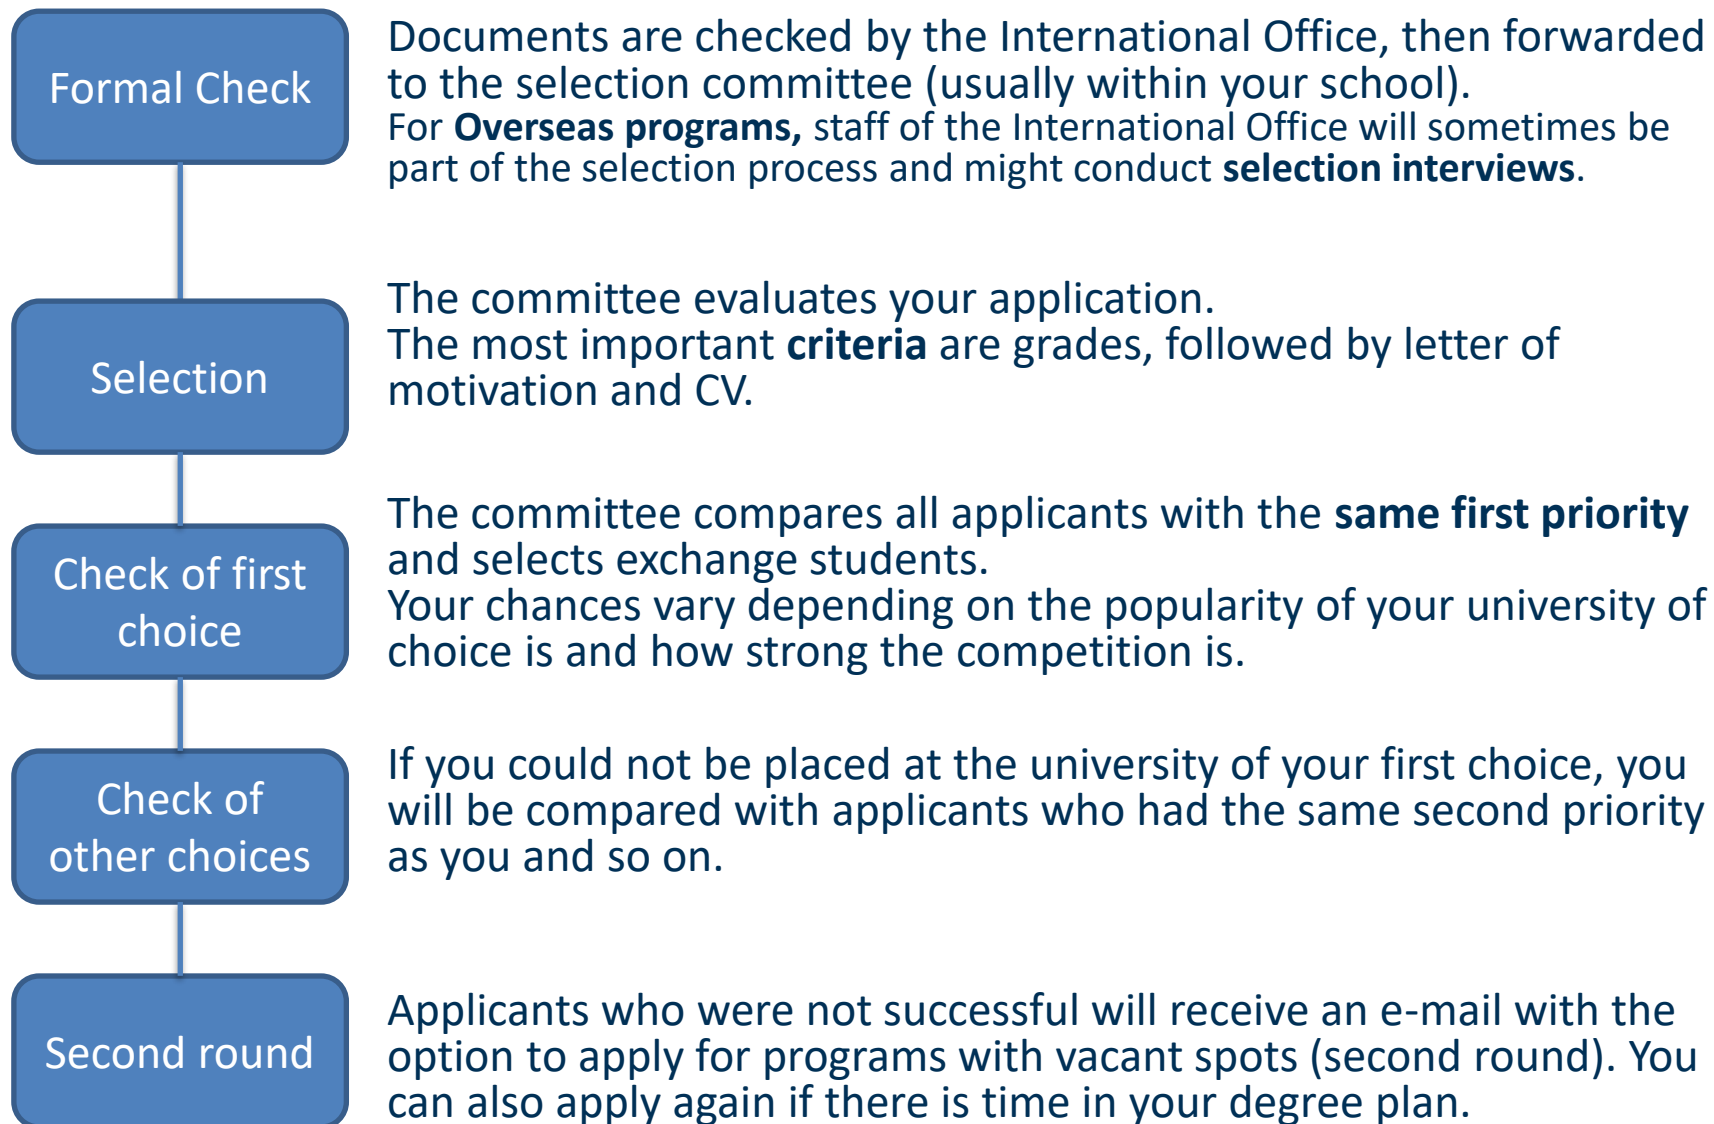 Formal Check
Documents are checked by the International Office, then forwarded
to the selection committee (usually within your school).
For Overseas programs, staff of the International Office will sometimes be
part of the selection process and might conduct selection interviews.
Selection
The committee evaluates your application.
The most important criteria are grades, followed by letter of
motivation and CV.
Check of first
choice
The committee compares all applicants with the same first priority
and selects exchange students.
Your chances vary depending on the popularity of your university of
choice is and how strong the competition is.
Check of
other choices
If you could not be placed at the university of your first choice, you
will be compared with applicants who had the same second priority
as you and so on.
Second round
Applicants who were not successful will receive an e-mail with the
option to apply for programs with vacant spots (second round). You
can also apply again if there is time in your degree plan.